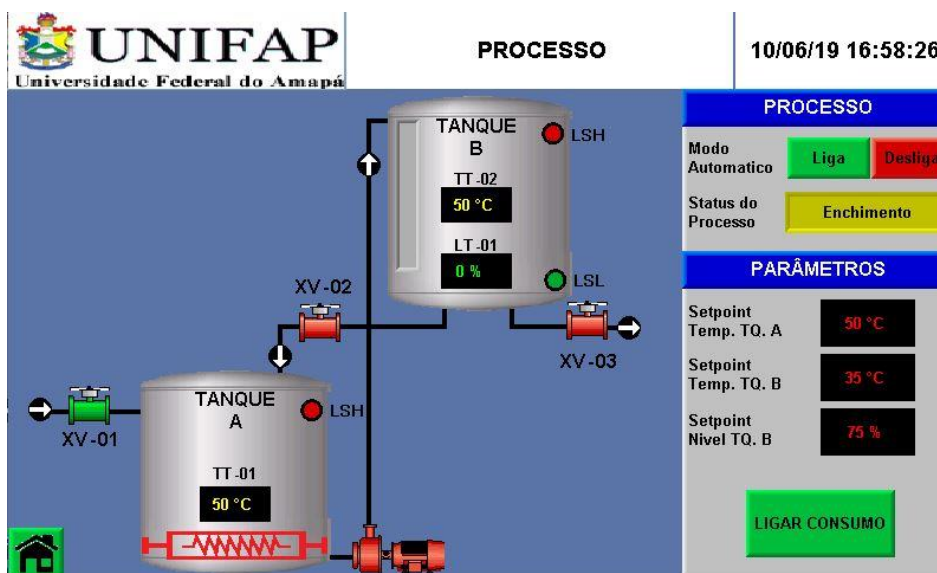 UNIFAP
Universidade Federal do Amapá
PROCESSO
10/06/19 16:58:26
TANQUE
B
LSH
TT-02
50 °C
LT-01
0 %
LSL
XV-02
XV-03
TANQUE
A
LSH
XV-01
TT-01
50 °C
PROCESSO
Modo
Automatico
Liga
Desliga
Status do
Processo
Enchimento
PARÂMETROS
Setpoint
Temp. TQ. A
50 °C
Setpoint
Temp. TQ. B
35 °C
Setpoint
Nivel TQ. B
75 %
LIGAR CONSUMO